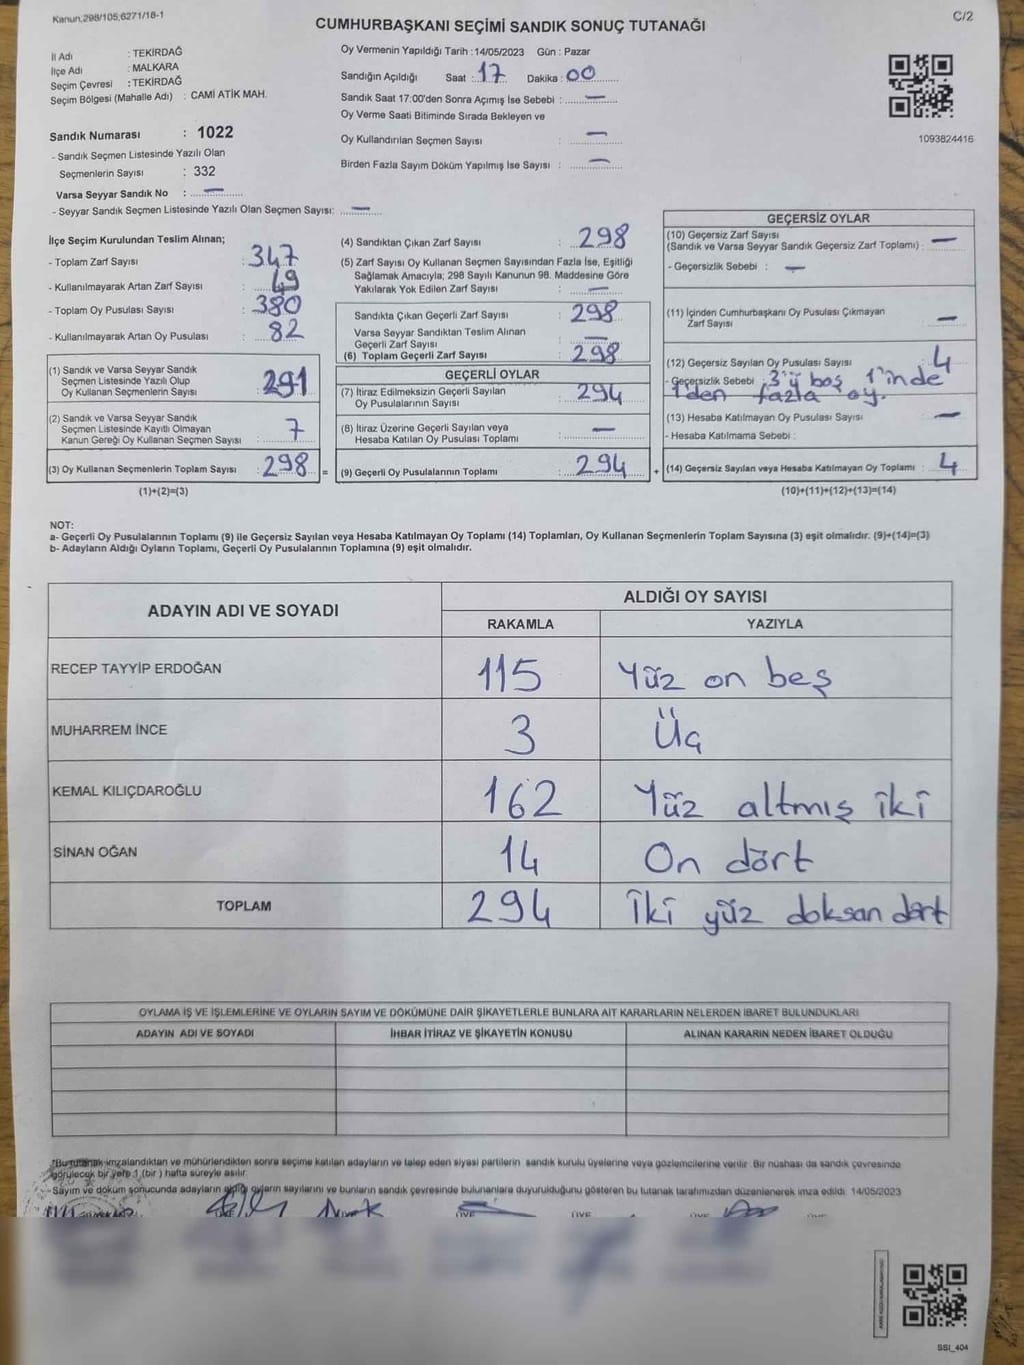 Kanun,298/105,6271/18-1
C/2
CUMHURBAŞKANI SEÇİMİ SANDIK SONUÇ TUTANAĞI
İl Adı : TEKİRDAĞ
İlçe Adı : MALKARA
Seçim Çevresi : TEKİRDAĞ
Seçim Bölgesi (Mahalle Adı) : CAMİ ATİK MAH.
Sandık Numarası : 1022
- Sandık Seçmen Listesinde Yazılı Olan
Seçmenlerin Sayısı : 332
Varsa Seyyar Sandık No : —
- Seyyar Sandık Seçmen Listesinde Yazılı Olan Seçmen Sayısı: —
Oy Vermenin Yapıldığı Tarih : 14/05/2023 Gün : Pazar
Sandığın Açıldığı Saat : 17 Dakika : 00
Sandık Saat 17:00'den Sonra Açımış İse Sebebi : —
Oy Verme Saati Bitiminde Sırada Bekleyen ve
Oy Kullandırılan Seçmen Sayısı : —
Birden Fazla Sayım Döküm Yapılmış İse Sayısı : —
1093824416
İlçe Seçim Kurulundan Teslim Alınan;
- Toplam Zarf Sayısı : 347
- Kullanılmayarak Artan Zarf Sayısı : 49
- Toplam Oy Pusulası Sayısı : 380
- Kullanılmayarak Artan Oy Pusulası : 82
(1) Sandık ve Varsa Seyyar Sandık
Seçmen Listesinde Yazılı Olup
Oy Kullanan Seçmenlerin Sayısı : 291
(2) Sandık ve Varsa Seyyar Sandık
Seçmen Listesinde Kayıtlı Olmayan
Kanun Gereği Oy Kullanan Seçmen Sayısı : 7
(3) Oy Kullanan Seçmenlerin Toplam Sayısı : 298 =
(1)+(2)=(3)
(4) Sandıktan Çıkan Zarf Sayısı : 298
(5) Zarf Sayısı Oy Kullanan Seçmen Sayısından Fazla İse, Eşitliği
Sağlamak Amacıyla; 298 Sayılı Kanunun 98. Maddesine Göre
Yakılarak Yok Edilen Zarf Sayısı : —
Sandıkta Çıkan Geçerli Zarf Sayısı : 298
Varsa Seyyar Sandıktan Teslim Alınan
Geçerli Zarf Sayısı : —
(6) Toplam Geçerli Zarf Sayısı : 298
GEÇERLİ OYLAR
(7) İtiraz Edilmeksizin Geçerli Sayılan
Oy Pusulalarının Sayısı : 294
(8) İtiraz Üzerine Geçerli Sayılan veya
Hesaba Katılan Oy Pusulası Toplamı : —
(9) Geçerli Oy Pusulalarının Toplamı : 294 +
GEÇERSİZ OYLAR
(10) Geçersiz Zarf Sayısı
(Sandık ve Varsa Seyyar Sandık Geçersiz Zarf Toplamı) : —
- Geçersizlik Sebebi : —
(11) İçinden Cumhurbaşkanı Oy Pusulası Çıkmayan
Zarf Sayısı : —
(12) Geçersiz Sayılan Oy Pusulası Sayısı : 4
- Geçersizlik Sebebi 3'ü boş 1'inde
1'den fazla oy.
(13) Hesaba Katılmayan Oy Pusulası Sayısı : —
- Hesaba Katılmama Sebebi :
(14) Geçersiz Sayılan veya Hesaba Katılmayan Oy Toplamı : 4
(10)+(11)+(12)+(13)=(14)
NOT:
a- Geçerli Oy Pusulalarının Toplamı (9) ile Geçersiz Sayılan veya Hesaba Katılmayan Oy Toplamı (14) Toplamları, Oy Kullanan Seçmenlerin Toplam Sayısına (3) eşit olmalıdır. (9)+(14)=(3)
b- Adayların Aldığı Oyların Toplamı, Geçerli Oy Pusulalarının Toplamına (9) eşit olmalıdır.
ADAYIN ADI VE SOYADI
ALDIĞI OY SAYISI
RAKAMLA YAZIYLA
RECEP TAYYİP ERDOĞAN 115 Yüz on beş
MUHARREM İNCE 3 Üç
KEMAL KILIÇDAROĞLU 162 Yüz altmış iki
SİNAN OĞAN 14 On dört
TOPLAM 294 İki yüz doksan dört
OYLAMA İŞ VE İŞLEMLERİNE VE OYLARIN SAYIM VE DÖKÜMÜNE DAİR ŞİKAYETLERLE BUNLARA AİT KARARLARIN NELERDEN İBARET BULUNDUKLARI
ADAYIN ADI VE SOYADI İHBAR İTİRAZ VE ŞİKAYETİN KONUSU ALINAN KARARIN NEDEN İBARET OLDUĞU
*Bu tutanak imzalandıktan ve mühürlendikten sonra seçime katılan adayların ve talep eden siyasi partilerin sandık kurulu üyelerine veya gözlemcilerine verilir. Bir nüshası da sandık çevresinde
görülecek bir yere 1 (bir) hafta süreyle asılır.
- Sayım ve döküm sonucunda adayların aldığı oyların sayılarını ve bunların sandık çevresinde bulunanlara duyurulduğunu gösteren bu tutanak tarafımızdan düzenlenerek imza edildi. 14/05/2023
ÜYE ÜYE ÜYE ÜYE ÜYE
SSI_404